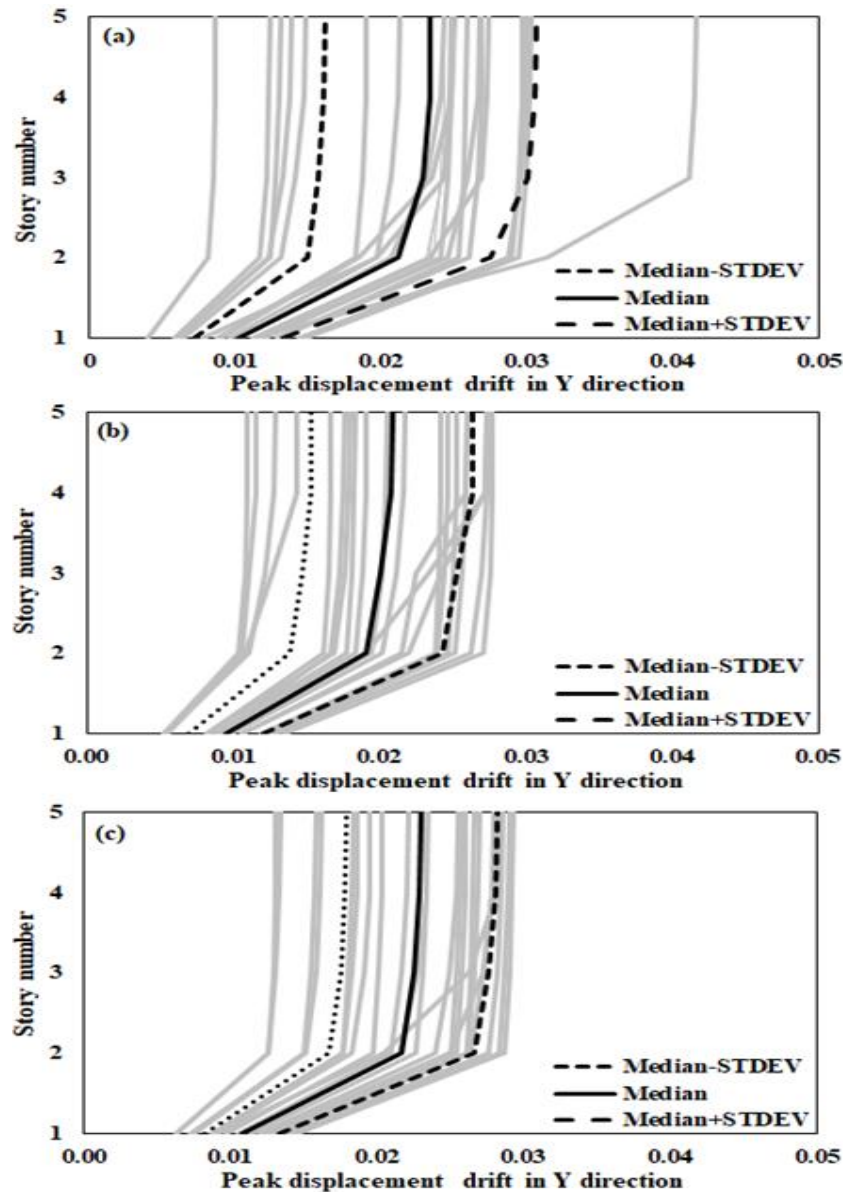 (a)
5
4
3
2
1
Story number
Median-STDEV
Median
Median+STDEV
0 0.01 0.02 0.03 0.04 0.05
Peak displacement drift in Y direction
(b)
5
4
3
2
1
Story number
Median-STDEV
Median
Median+STDEV
0.00 0.01 0.02 0.03 0.04 0.05
Peak displacement drift in Y direction
(c)
5
4
3
2
1
Story number
Median-STDEV
Median
Median+STDEV
0.00 0.01 0.02 0.03 0.04 0.05
Peak displacement drift in Y direction